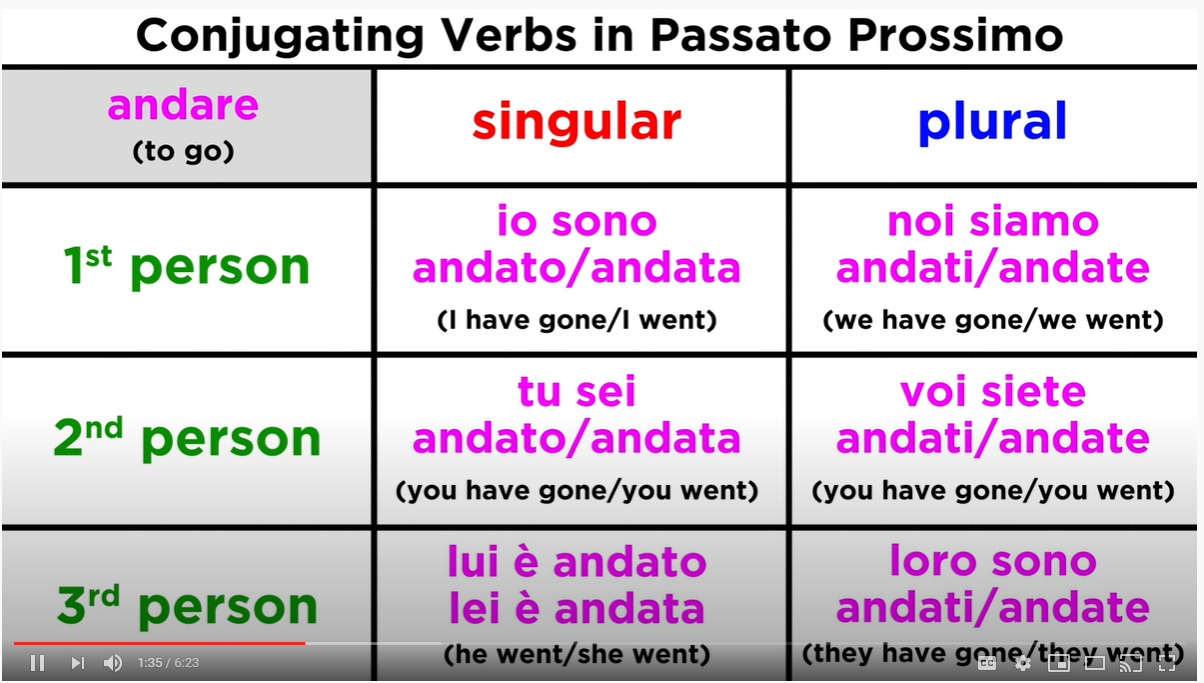 Conjugating Verbs in Passato Prossimo
andare
(to go)
singular
plural
1st person
io sono
andato/andata
(I have gone/I went)
noi siamo
andati/andate
(we have gone/we went)
2nd person
tu sei
andato/andata
(you have gone/you went)
voi siete
andati/andate
(you have gone/you went)
3rd person
lui è andato
lei è andata
(he went/she went)
loro sono
andati/andate
(they have gone/they went)
1:35 / 6:23
CC